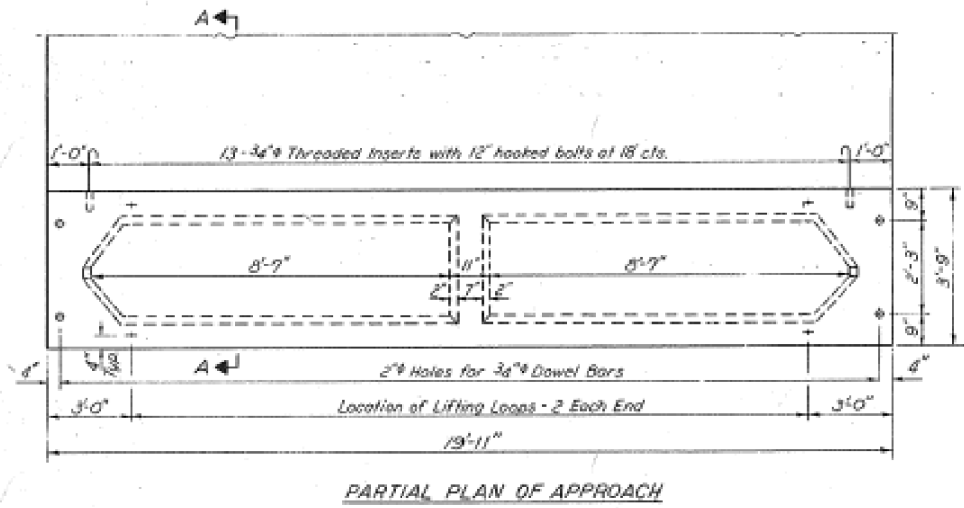 A
1'-0"
13 - 3/4"φ Threaded Inserts with 12" hooked bolts at 18 cts.
1'-0"
9"
8'-7"
11"
8'-7"
2'-3"
3'-9"
2"
7"
2"
9"
4"
Typ.
A
4"
2"φ Holes for 3/4"φ Dowel Bars
4"
3'-0"
Location of Lifting Loops - 2 Each End
3'-0"
19'-11"
PARTIAL PLAN OF APPROACH